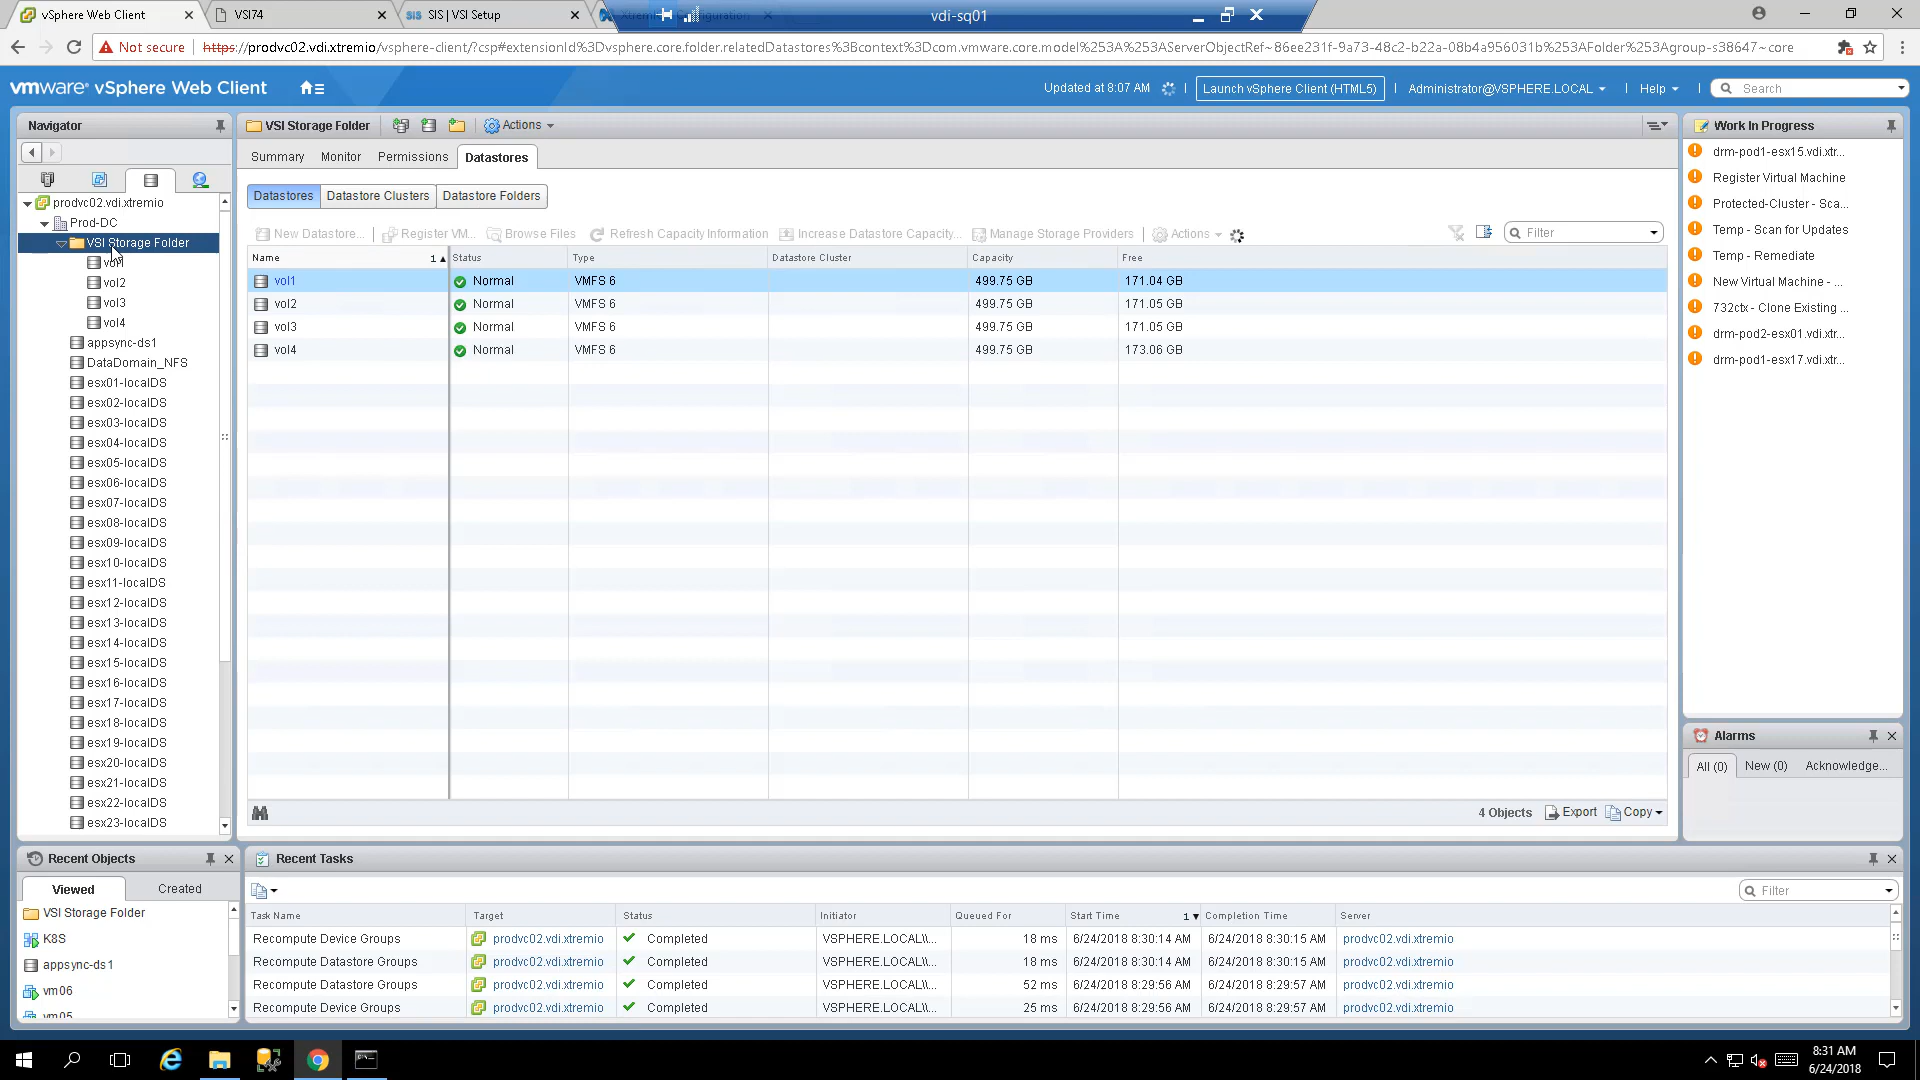 vSphere Web Client
VSI74
SIS | VSI Setup
vdi-sq01
Not secure
https://prodvc02.vdi.xtremio/vsphere-client/?csp#extensionId%3Dvsphere.core.folder.relatedDatastores%3Bcontext%3Dcom.vmware.core.model%253A%253AServerObjectRef~86ee231f-9a73-48c2-b22a-08b4a956031b%253AFolder%253Agroup-s38647~core
vmware® vSphere Web Client
Updated at 8:07 AM
Launch vSphere Client (HTML5)
Administrator@VSPHERE.LOCAL
Help
Search
Navigator
prodvc02.vdi.xtremio
Prod-DC
VSI Storage Folder
vol1
vol2
vol3
vol4
appsync-ds1
DataDomain_NFS
esx01-localDS
esx02-localDS
esx03-localDS
esx04-localDS
esx05-localDS
esx06-localDS
esx07-localDS
esx08-localDS
esx09-localDS
esx10-localDS
esx11-localDS
esx12-localDS
esx13-localDS
esx14-localDS
esx15-localDS
esx16-localDS
esx17-localDS
esx18-localDS
esx19-localDS
esx20-localDS
esx21-localDS
esx22-localDS
esx23-localDS
VSI Storage Folder
Actions
Summary Monitor Permissions Datastores
Datastores Datastore Clusters Datastore Folders
New Datastore... Register VM... Browse Files Refresh Capacity Information Increase Datastore Capacity... Manage Storage Providers Actions
Filter
Name 1 Status Type Datastore Cluster Capacity Free
vol1 Normal VMFS 6 499.75 GB 171.04 GB
vol2 Normal VMFS 6 499.75 GB 171.05 GB
vol3 Normal VMFS 6 499.75 GB 171.05 GB
vol4 Normal VMFS 6 499.75 GB 173.06 GB
4 Objects Export Copy
Work In Progress
drm-pod1-esx15.vdi.xtr...
Register Virtual Machine
Protected-Cluster - Sca...
Temp - Scan for Updates
Temp - Remediate
New Virtual Machine - ...
732ctx - Clone Existing ...
drm-pod2-esx01.vdi.xtr...
drm-pod1-esx17.vdi.xtr...
Alarms
All (0) New (0) Acknowledge...
Recent Objects
Viewed Created
VSI Storage Folder
K8S
appsync-ds1
vm06
vm05
Recent Tasks
Filter
Task Name Target Status Initiator Queued For Start Time 1 Completion Time Server
Recompute Device Groups prodvc02.vdi.xtremio Completed VSPHERE.LOCAL\\... 18 ms 6/24/2018 8:30:14 AM 6/24/2018 8:30:15 AM prodvc02.vdi.xtremio
Recompute Datastore Groups prodvc02.vdi.xtremio Completed VSPHERE.LOCAL\\... 18 ms 6/24/2018 8:30:14 AM 6/24/2018 8:30:15 AM prodvc02.vdi.xtremio
Recompute Datastore Groups prodvc02.vdi.xtremio Completed VSPHERE.LOCAL\\... 52 ms 6/24/2018 8:29:56 AM 6/24/2018 8:29:57 AM prodvc02.vdi.xtremio
Recompute Device Groups prodvc02.vdi.xtremio Completed VSPHERE.LOCAL\\... 25 ms 6/24/2018 8:29:56 AM 6/24/2018 8:29:57 AM prodvc02.vdi.xtremio
8:31 AM
6/24/2018